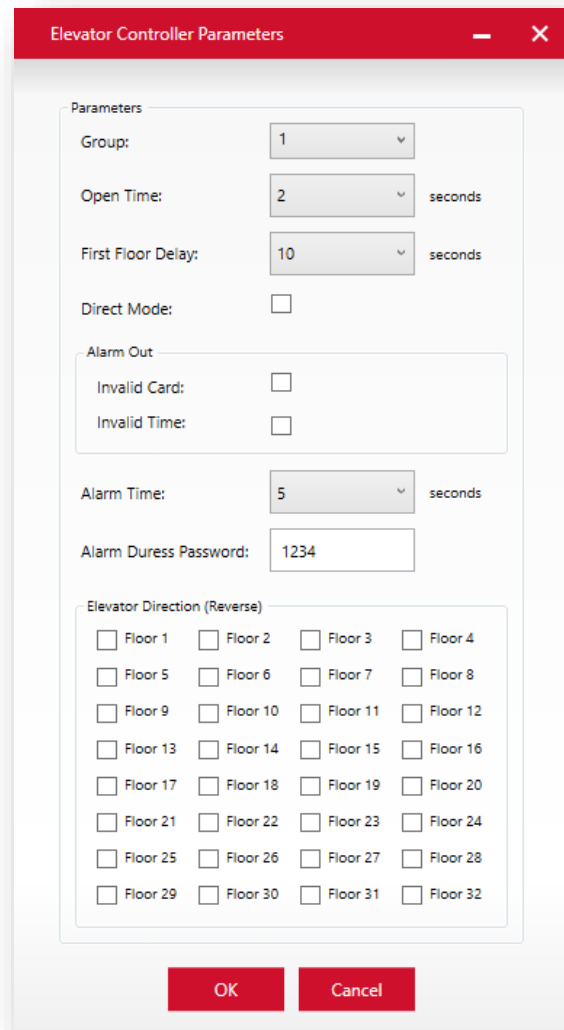 Elevator Controller Parameters
Parameters
Group: 1
Open Time: 2 seconds
First Floor Delay: 10 seconds
Direct Mode:
Alarm Out
Invalid Card:
Invalid Time:
Alarm Time: 5 seconds
Alarm Duress Password: 1234
Elevator Direction (Reverse)
Floor 1 Floor 2 Floor 3 Floor 4
Floor 5 Floor 6 Floor 7 Floor 8
Floor 9 Floor 10 Floor 11 Floor 12
Floor 13 Floor 14 Floor 15 Floor 16
Floor 17 Floor 18 Floor 19 Floor 20
Floor 21 Floor 22 Floor 23 Floor 24
Floor 25 Floor 26 Floor 27 Floor 28
Floor 29 Floor 30 Floor 31 Floor 32
OK Cancel